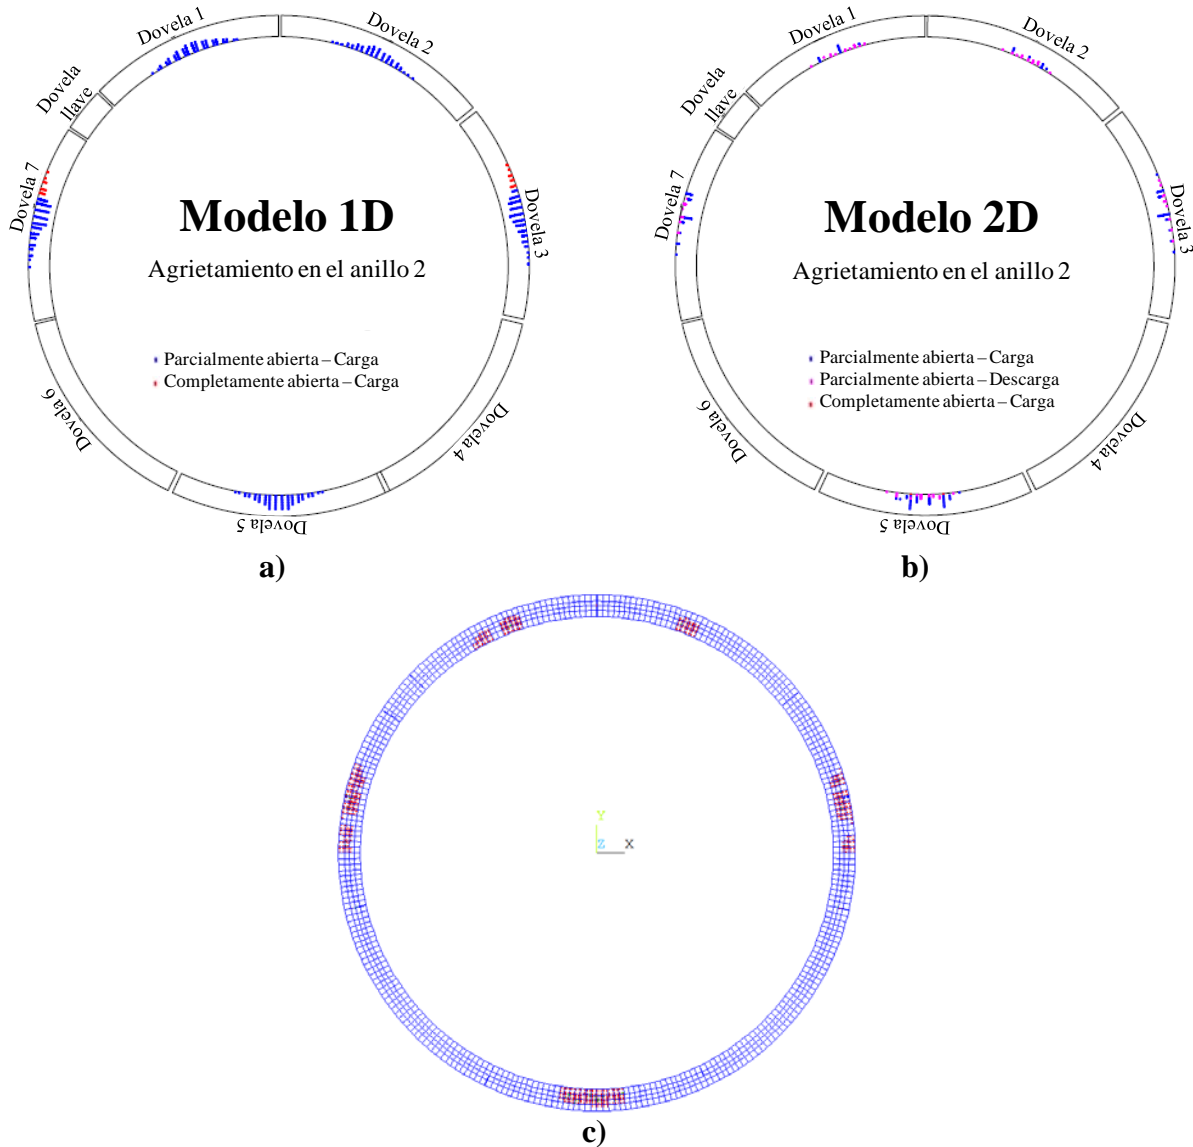 Dovela 1
Dovela 2
Dovela llave
Dovela 7
Dovela 3
Modelo 1D
Agrietamiento en el anillo 2
Parcialmente abierta – Carga
Completamente abierta – Carga
Dovela 6
Dovela 4
Dovela 5
a)
Dovela 1
Dovela 2
Dovela llave
Dovela 7
Dovela 3
Modelo 2D
Agrietamiento en el anillo 2
Parcialmente abierta – Carga
Parcialmente abierta – Descarga
Completamente abierta – Carga
Dovela 6
Dovela 4
Dovela 5
b)
Y
Z X
c)